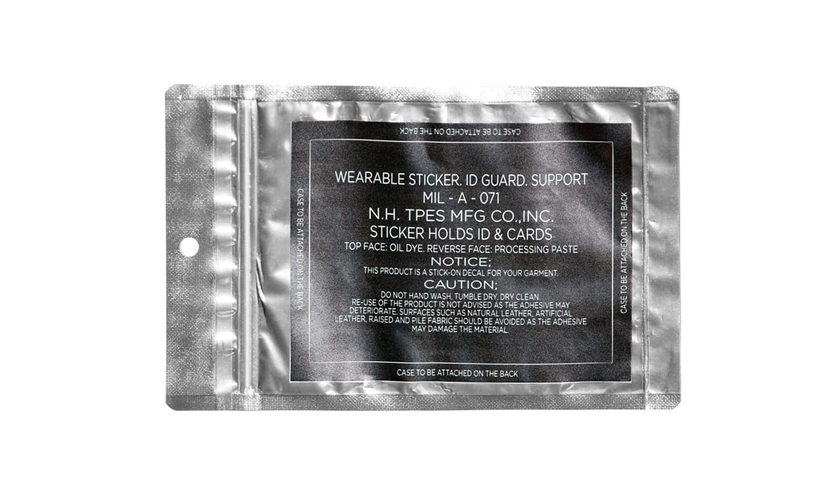 CASE TO BE ATTACHED ON THE BACK
WEARABLE STICKER. ID GUARD. SUPPORT
MIL - A - 071
N.H. TPES MFG CO.,INC.
STICKER HOLDS ID & CARDS
TOP FACE: OIL DYE. REVERSE FACE: PROCESSING PASTE
NOTICE;
THIS PRODUCT IS A STICK-ON DECAL FOR YOUR GARMENT.
CAUTION;
DO NOT HAND WASH, TUMBLE DRY, DRY CLEAN.
RE-USE OF THE PRODUCT IS NOT ADVISED AS THE ADHESIVE MAY
DETERIORATE. SURFACES SUCH AS NATURAL LEATHER, ARTIFICIAL
LEATHER, RAISED AND PILE FABRIC SHOULD BE AVOIDED AS THE ADHESIVE
MAY DAMAGE THE MATERIAL.
CASE TO BE ATTACHED ON THE BACK
CASE TO BE ATTACHED ON THE BACK
CASE TO BE ATTACHED ON THE BACK